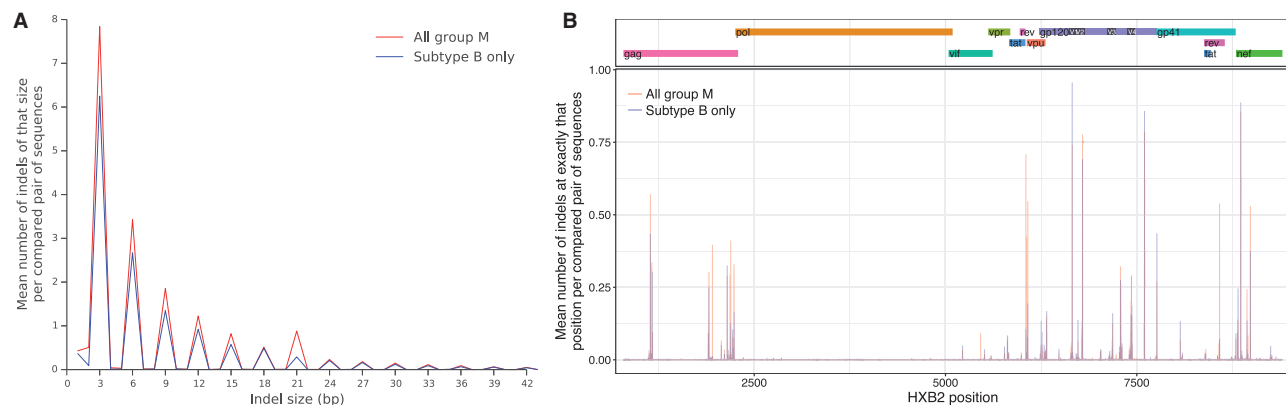 A
8
7
6
5
4
3
2
1
0
Mean number of indels of that size
per compared pair of sequences
All group M
Subtype B only
0 3 6 9 12 15 18 21 24 27 30 33 36 39 42
Indel size (bp)
B
pol vpr rev gp120 gp41
tat vpu rev
gag vif tat nef
1.00
0.75
0.50
0.25
0.00
Mean number of indels at exactly that
position per compared pair of sequences
All group M
Subtype B only
2500 5000 7500
HXB2 position